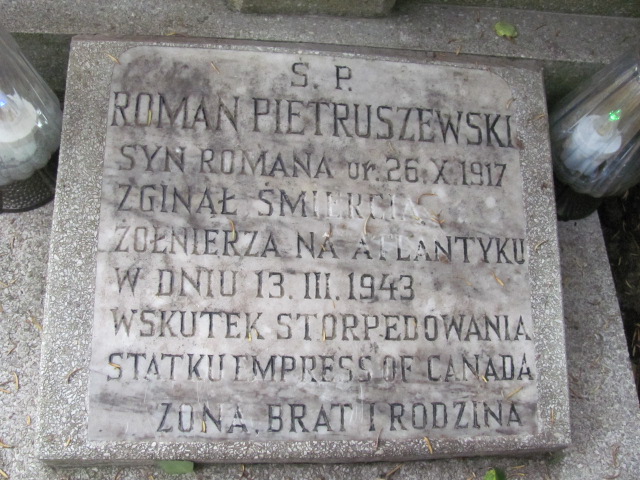 Ś. P.
ROMAN PIETRUSZEWSKI
SYN ROMANA ur. 26. X. 1917
ZGINĄŁ ŚMIERCIĄ
ŻOŁNIERZA NA ATLANTYKU
W DNIU 13. III. 1943
WSKUTEK STORPEDOWANIA
STATKU EMPRESS OF CANADA
ŻONA, BRAT I RODZINA